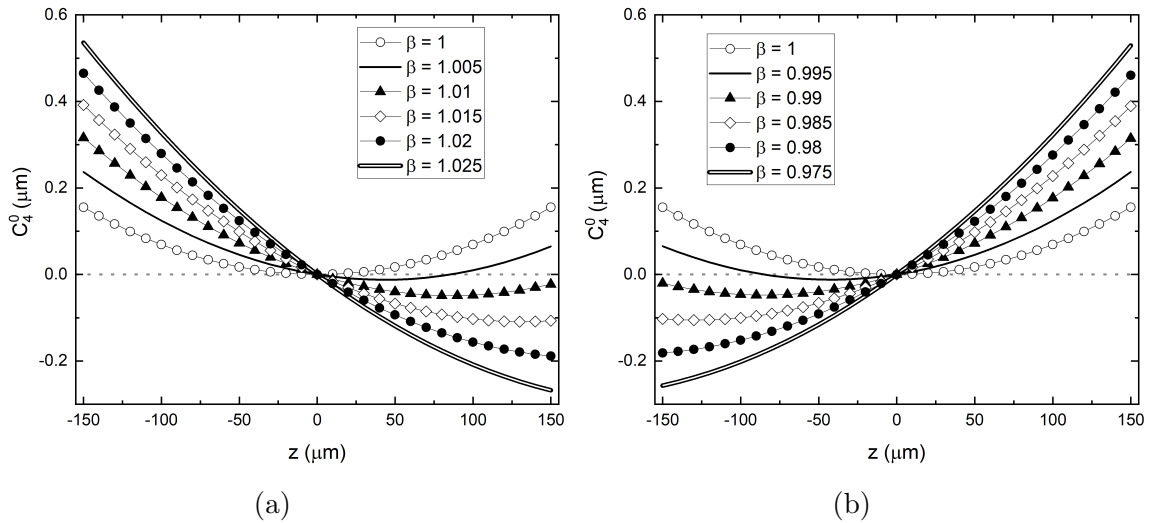 0.6
0.4
0.2
0.0
-0.2
C₄⁰ (μm)
-150 -100 -50 0 50 100 150
z (μm)
β = 1
β = 1.005
β = 1.01
β = 1.015
β = 1.02
β = 1.025
(a)
0.6
0.4
0.2
0.0
-0.2
C₄⁰ (μm)
-150 -100 -50 0 50 100 150
z (μm)
β = 1
β = 0.995
β = 0.99
β = 0.985
β = 0.98
β = 0.975
(b)